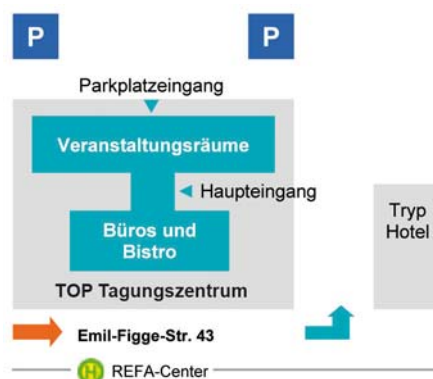 P
P
Parkplatzeingang
Veranstaltungsräume
Haupteingang
Büros und
Bistro
TOP Tagungszentrum
Tryp
Hotel
Emil-Figge-Str. 43
H
REFA-Center